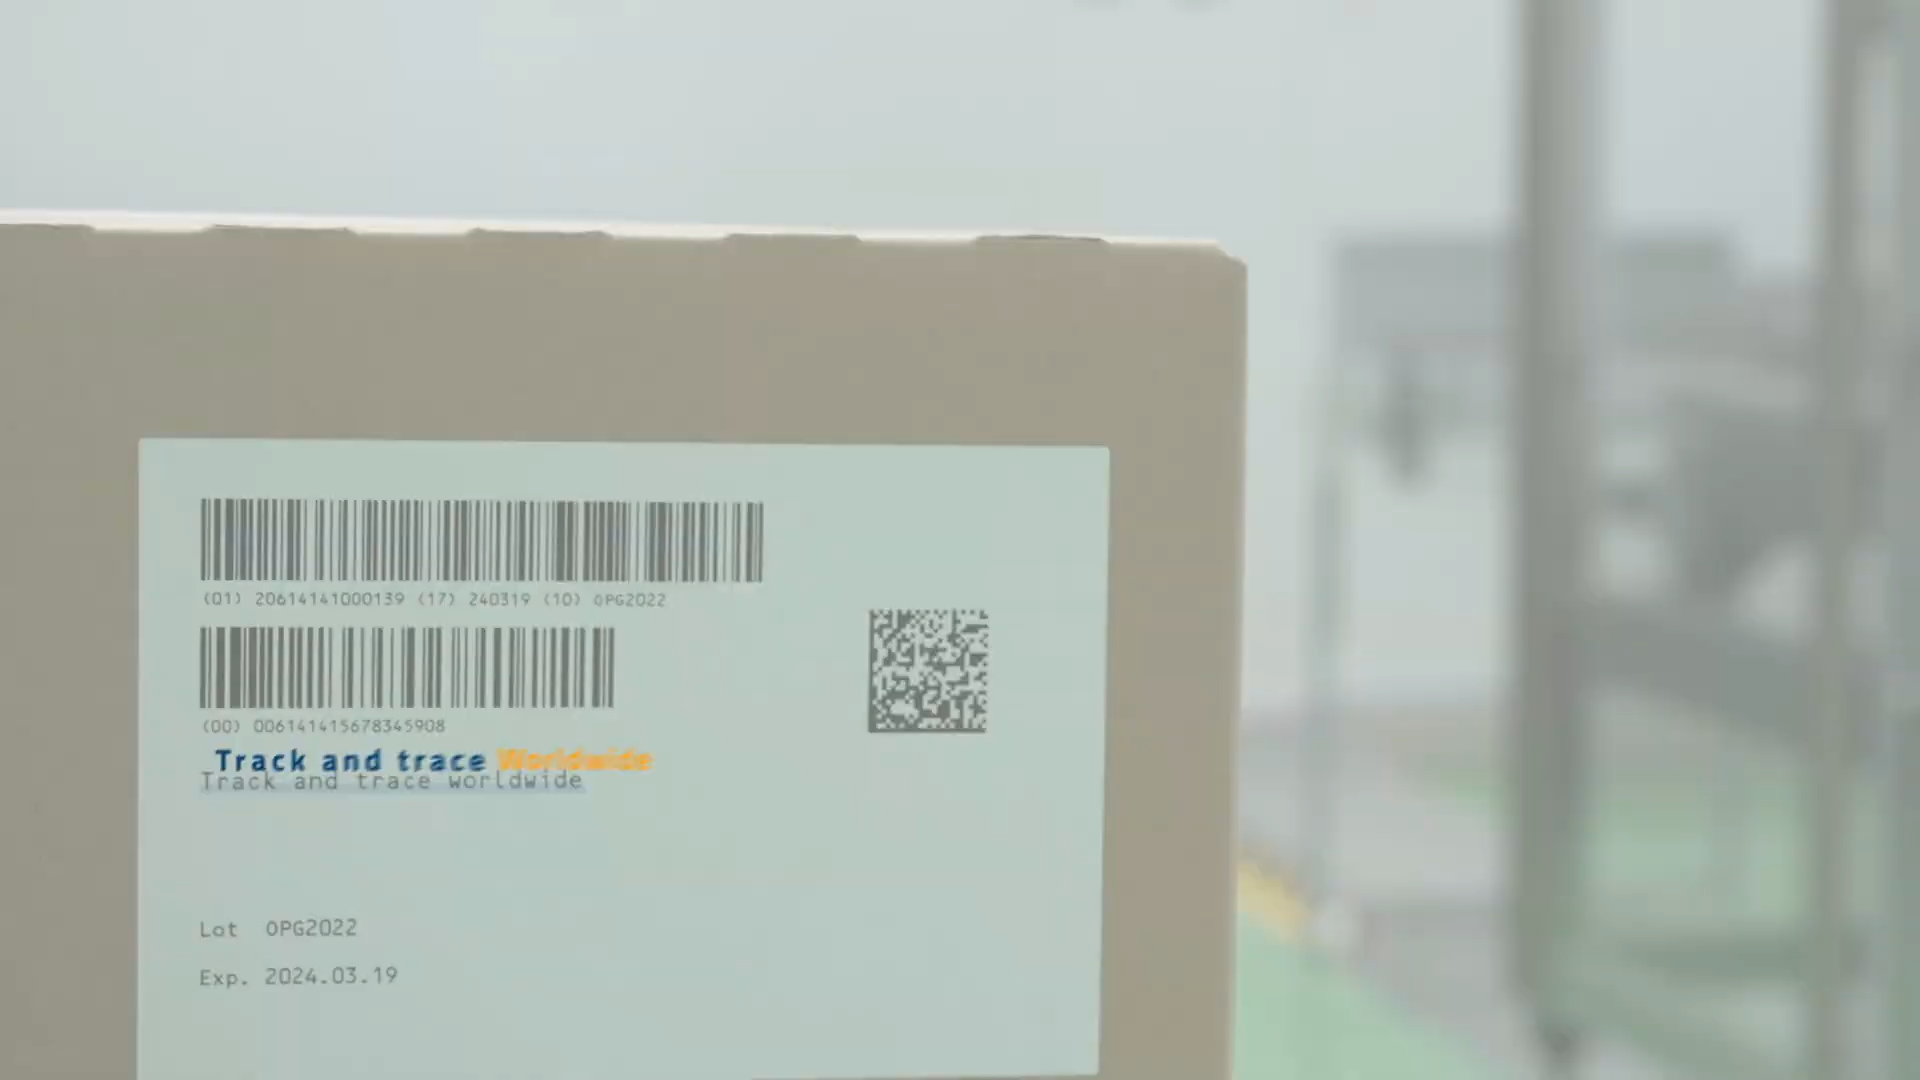 (01) 20614141000139 (17) 240319 (10) OPG2022
(00) 006141415678345908
Track and trace Worldwide
Track and trace worldwide
Lot OPG2022
Exp. 2024.03.19